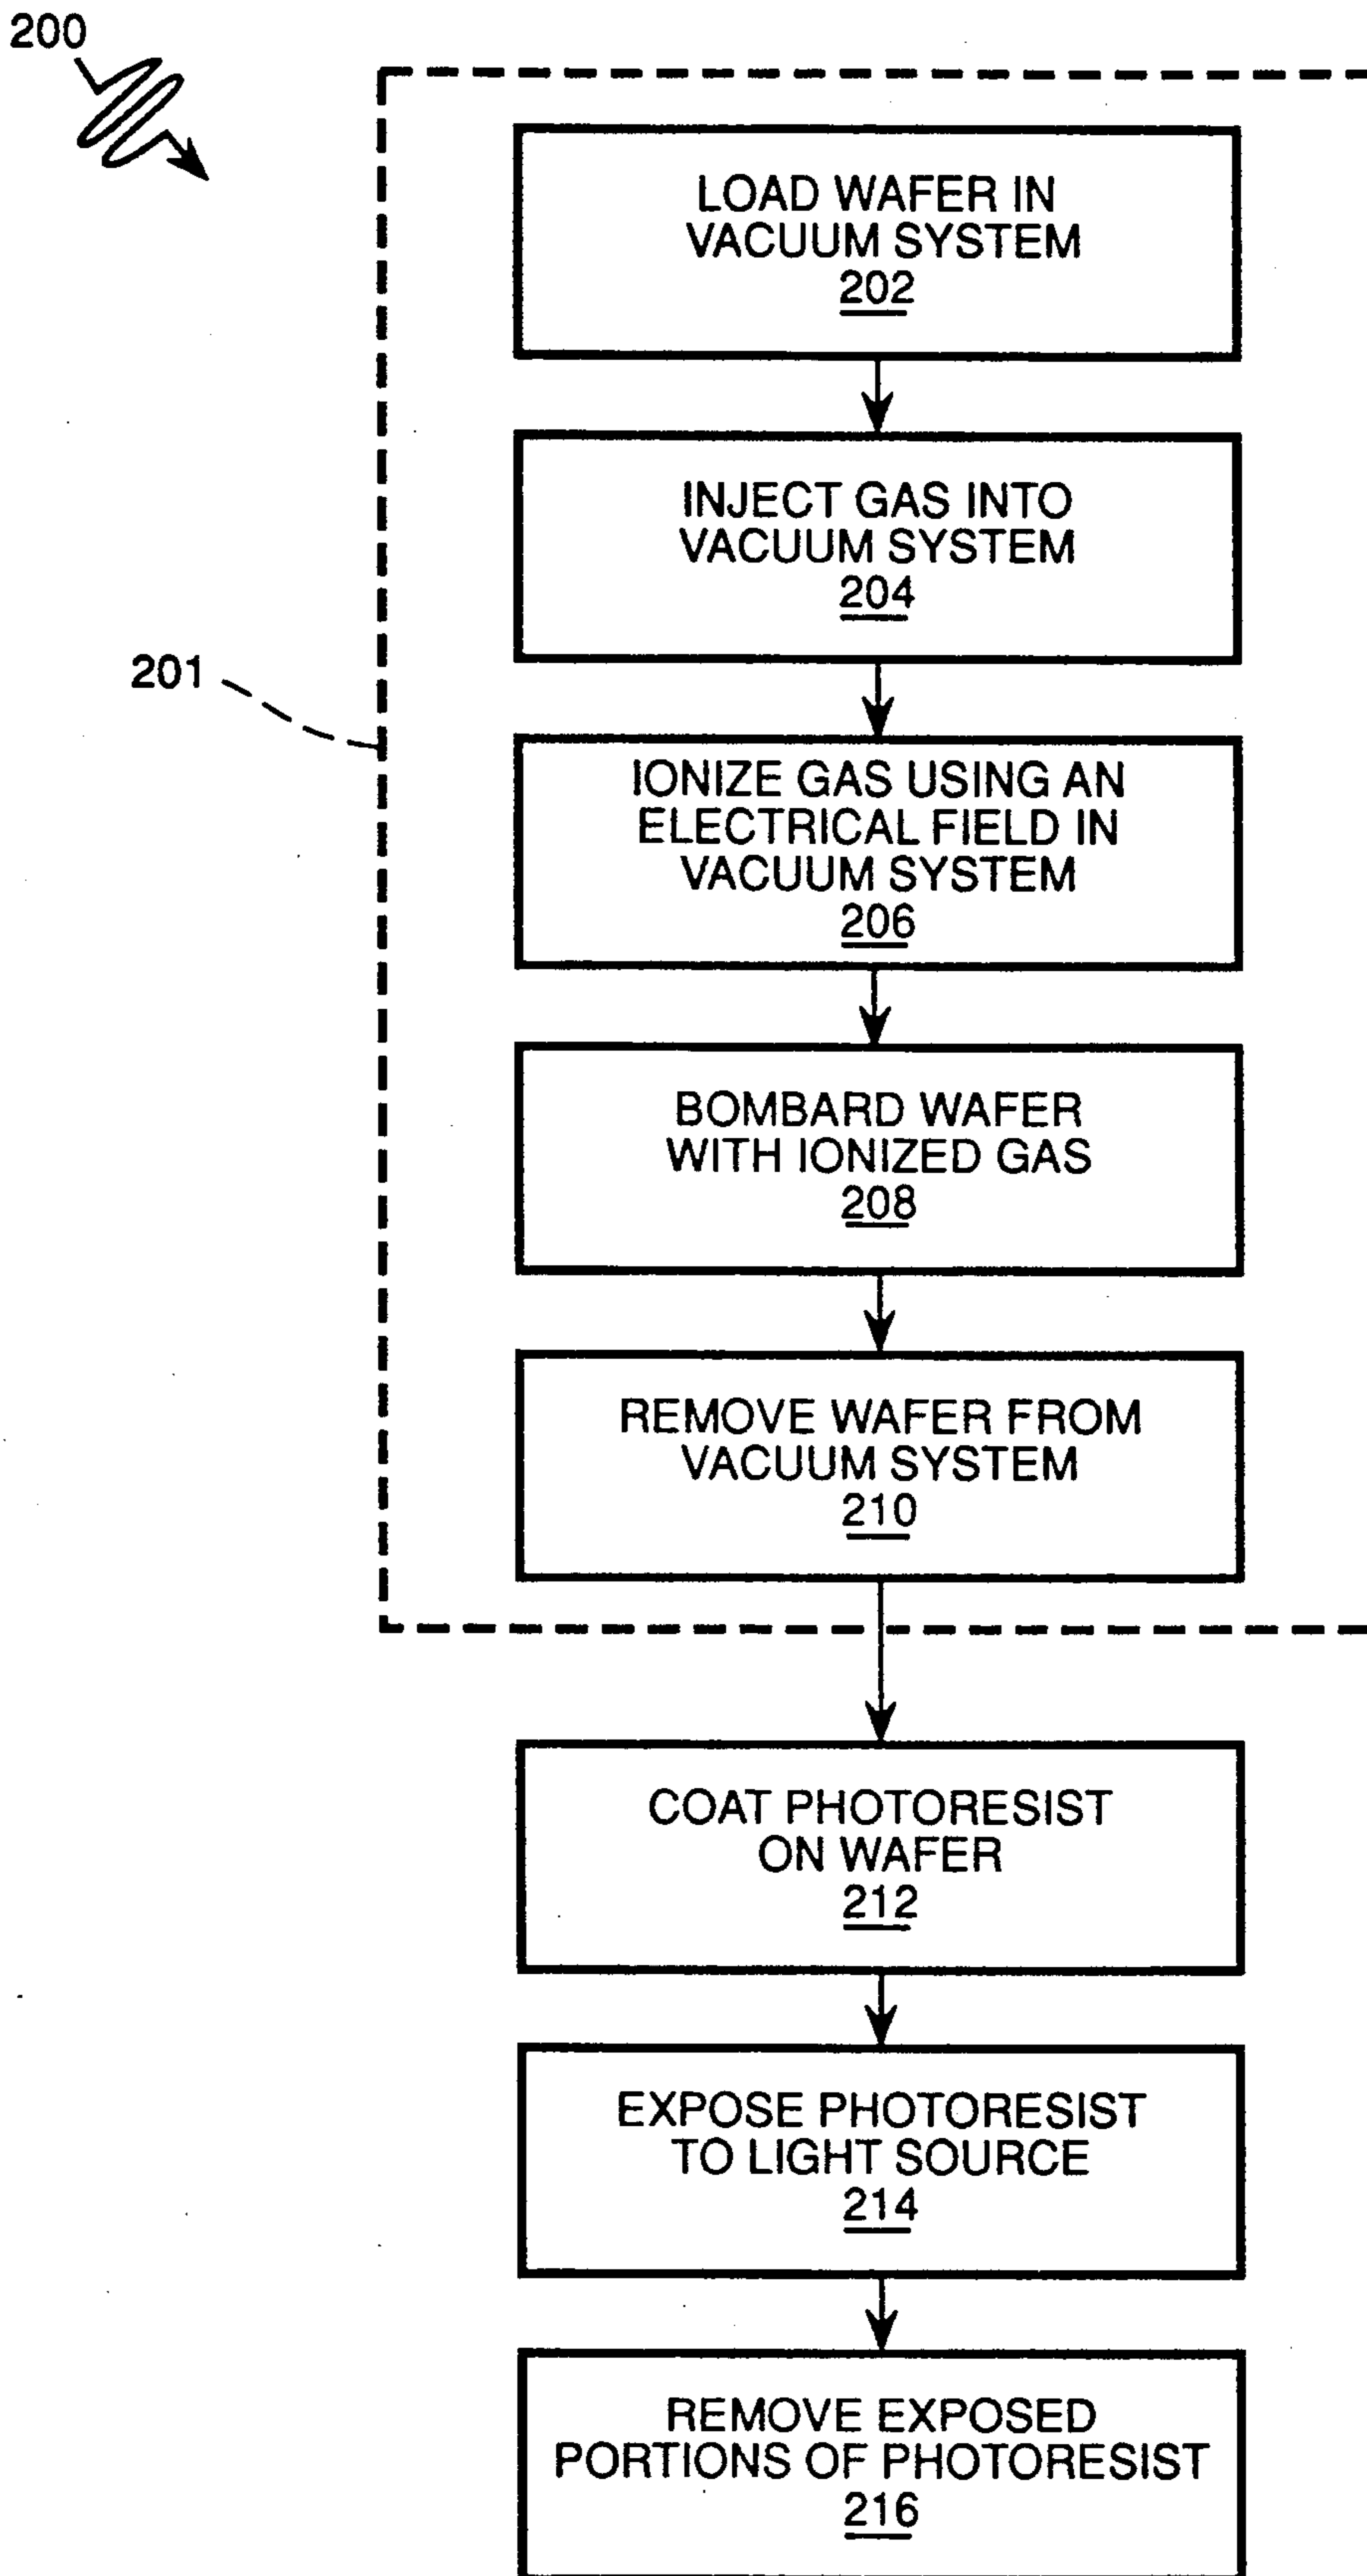 200
LOAD WAFER IN
VACUUM SYSTEM
202
INJECT GAS INTO
VACUUM SYSTEM
204
201
IONIZE GAS USING AN
ELECTRICAL FIELD IN
VACUUM SYSTEM
206
BOMBARD WAFER
WITH IONIZED GAS
208
REMOVE WAFER FROM
VACUUM SYSTEM
210
COAT PHOTORESIST
ON WAFER
212
EXPOSE PHOTORESIST
TO LIGHT SOURCE
214
REMOVE EXPOSED
PORTIONS OF PHOTORESIST
216